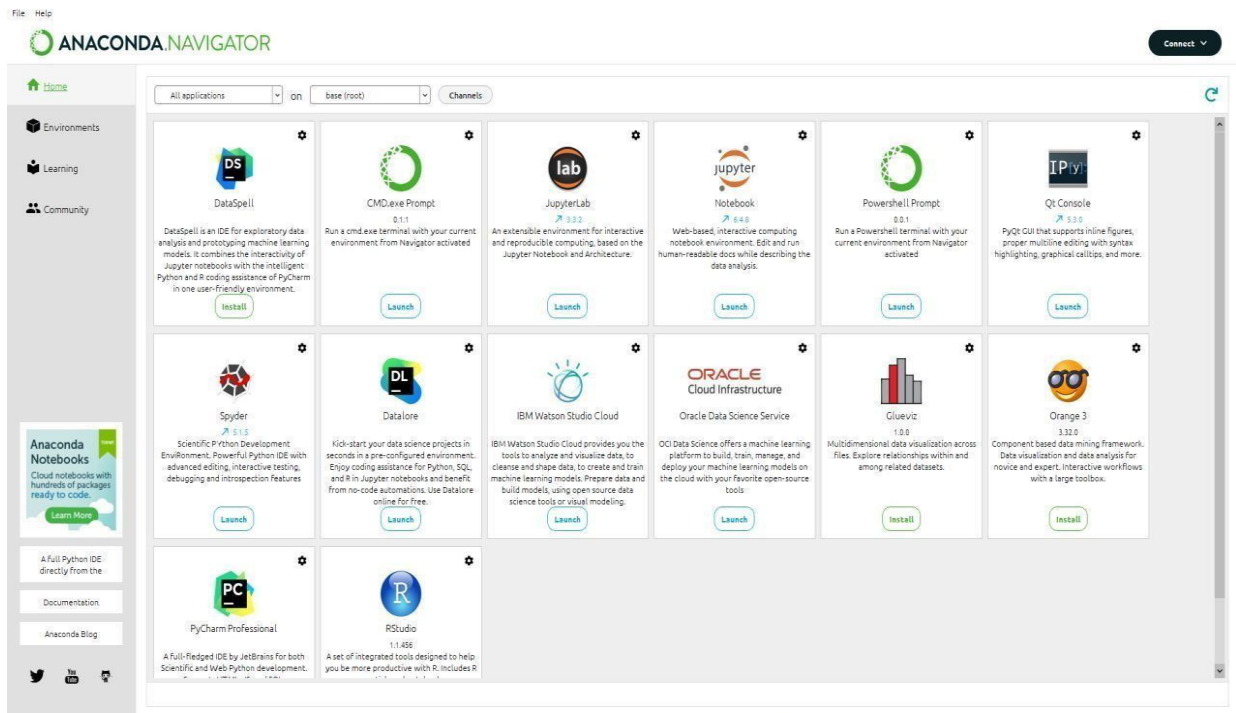 File Help
ANACONDA.NAVIGATOR
Connect
Home
Environments
Learning
Community
All applications
on
base (root)
Channels
DS
DataSpell
DataSpell is an IDE for exploratory data
analysis and prototyping machine learning
models. It combines the interactivity of
Jupyter notebooks with the intelligent
Python and R coding assistance of PyCharm
in one user-friendly environment.
Install
CMD.exe Prompt
0.1.1
Run a cmd.exe terminal with your current
environment from Navigator activated
Launch
lab
JupyterLab
3.3.2
An extensible environment for interactive
and reproducible computing, based on the
Jupyter Notebook and Architecture.
Launch
jupyter
Notebook
6.4.8
Web-based, interactive computing
notebook environment. Edit and run
human-readable docs while describing the
data analysis.
Launch
Powershell Prompt
0.0.1
Run a Powershell terminal with your
current environment from Navigator
activated
Launch
IP[y]:
Qt Console
5.3.0
PyQt GUI that supports inline figures,
proper multiline editing with syntax
highlighting, graphical calltips, and more.
Launch
Spyder
5.1.5
Scientific PYthon Development
EnviRonment. Powerful Python IDE with
advanced editing, interactive testing,
debugging and introspection features
Launch
DL
Datalore
Kick-start your data science projects in
seconds in a pre-configured environment.
Enjoy coding assistance for Python, SQL,
and R in Jupyter notebooks and benefit
from no-code automations. Use Datalore
online for free.
Launch
IBM Watson Studio Cloud
IBM Watson Studio Cloud provides you the
tools to analyze and visualize data, to
cleanse and shape data, to create and train
machine learning models. Prepare data and
build models, using open source data
science tools or visual modeling.
Launch
ORACLE
Cloud Infrastructure
Oracle Data Science Service
OCI Data Science offers a machine learning
platform to build, train, manage, and
deploy your machine learning models on
the cloud with your favorite open-source
tools
Launch
Glueviz
1.0.0
Multidimensional data visualization across
files. Explore relationships within and
among related datasets.
Install
Orange 3
3.32.0
Component based data mining framework.
Data visualization and data analysis for
novice and expert. Interactive workflows
with a large toolbox.
Install
PC
PyCharm Professional
A full-fledged IDE by JetBrains for both
Scientific and Web Python development.
R
RStudio
1.1.456
A set of integrated tools designed to help
you be more productive with R. Includes R
Anaconda
Notebooks
Cloud notebooks with
hundreds of packages
ready to code.
Learn More
A Full Python IDE
directly from the
Documentation
Anaconda Blog
You
Tube